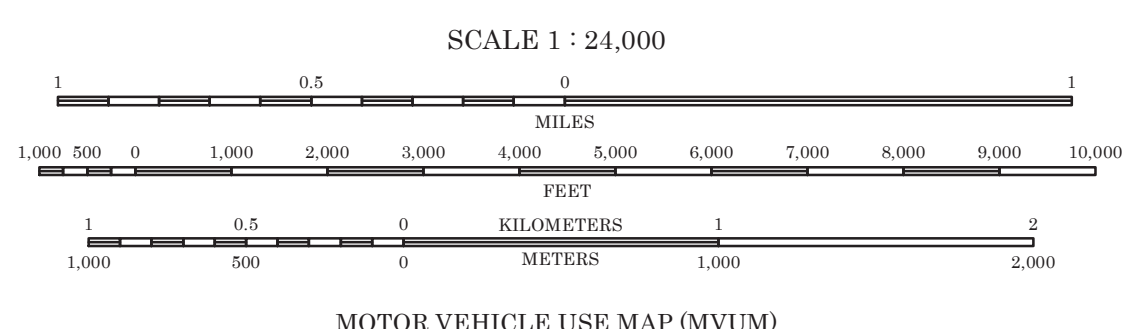 SCALE 1 : 24,000
1 0.5 0 1
MILES
1,000 500 0 1,000 2,000 3,000 4,000 5,000 6,000 7,000 8,000 9,000 10,000
FEET
1 0.5 0 KILOMETERS 1 2
1,000 500 0 METERS 1,000 2,000
MOTOR VEHICLE USE MAP (MVUM)